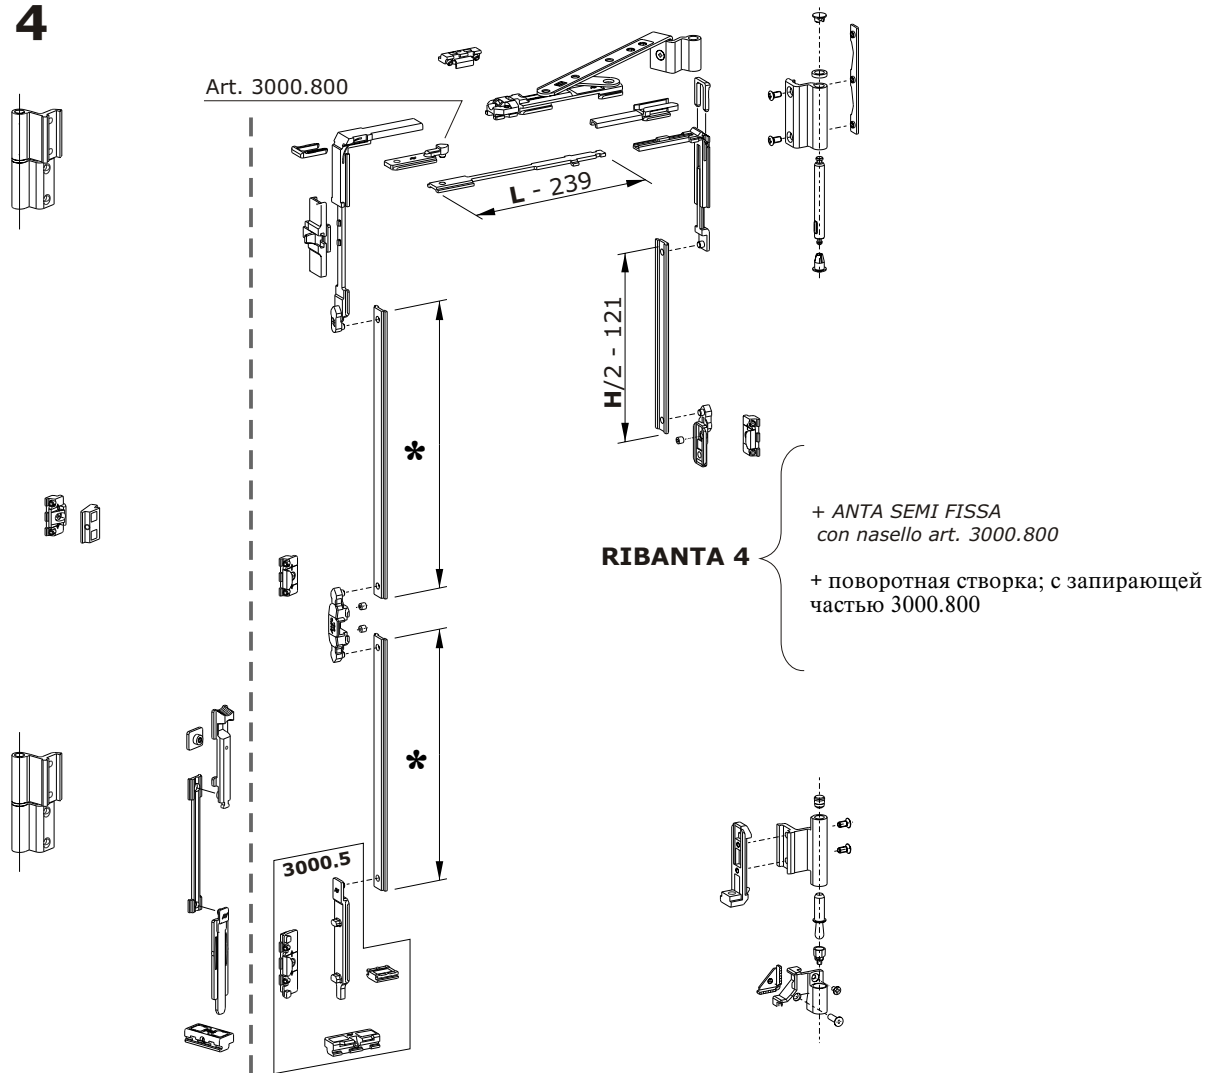 4
Art. 3000.800
L - 239
H/2 - 121
*
*
3000.5
RIBANTA 4
+ ANTA SEMI FISSA
con nasello art. 3000.800
+ поворотная створка; с запирающей
частью 3000.800